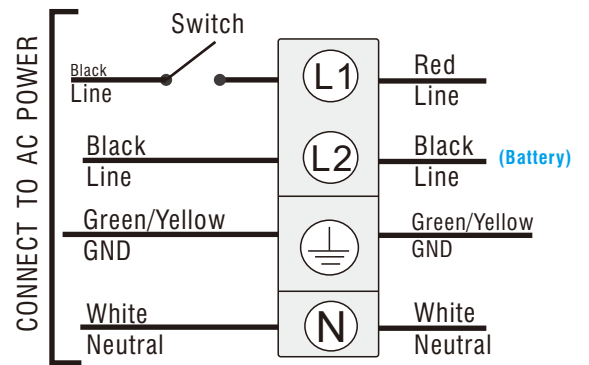 CONNECT TO AC POWER
Switch
Black
Line
L1
Red
Line
Black
Line
L2
Black
Line
(Battery)
Green/Yellow
GND
Green/Yellow
GND
White
Neutral
N
White
Neutral